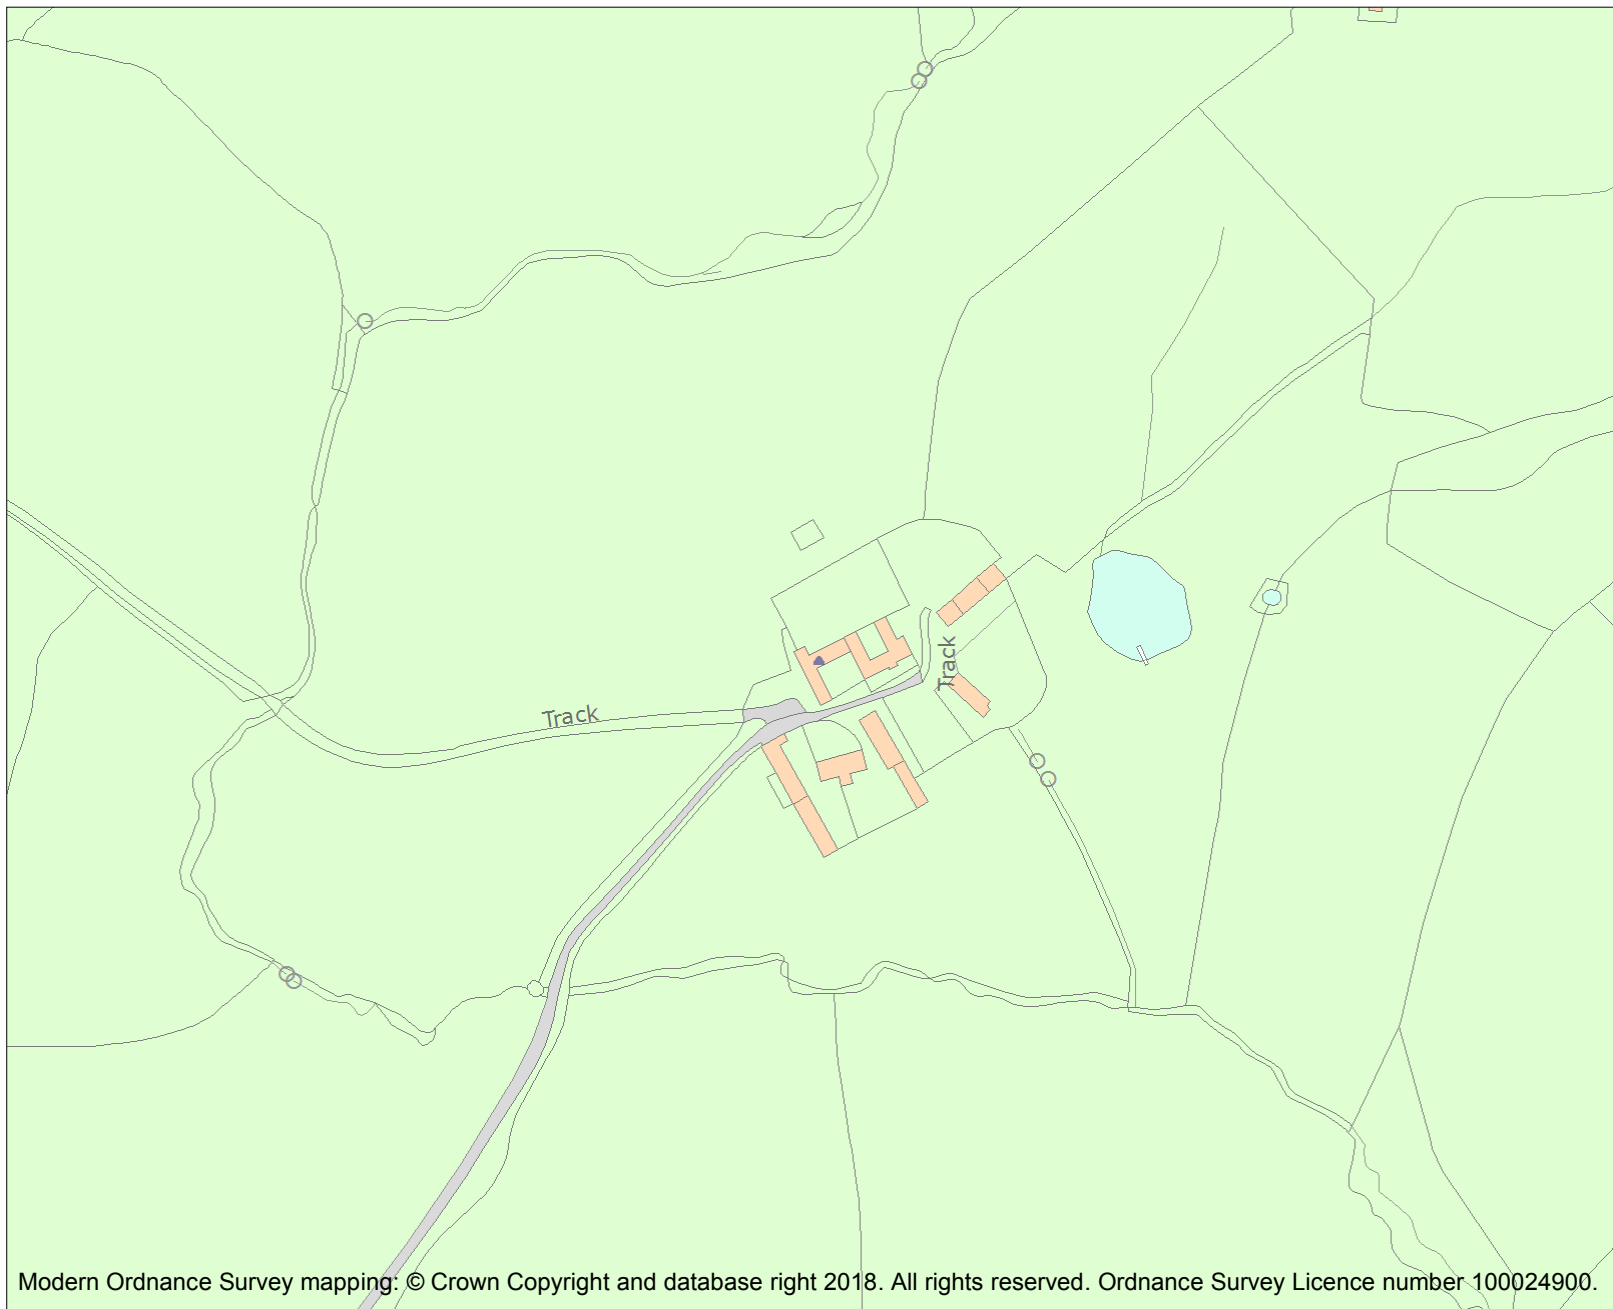 Track
Track
Modern Ordnance Survey mapping: © Crown Copyright and database right 2018. All rights reserved. Ordnance Survey Licence number 100024900.